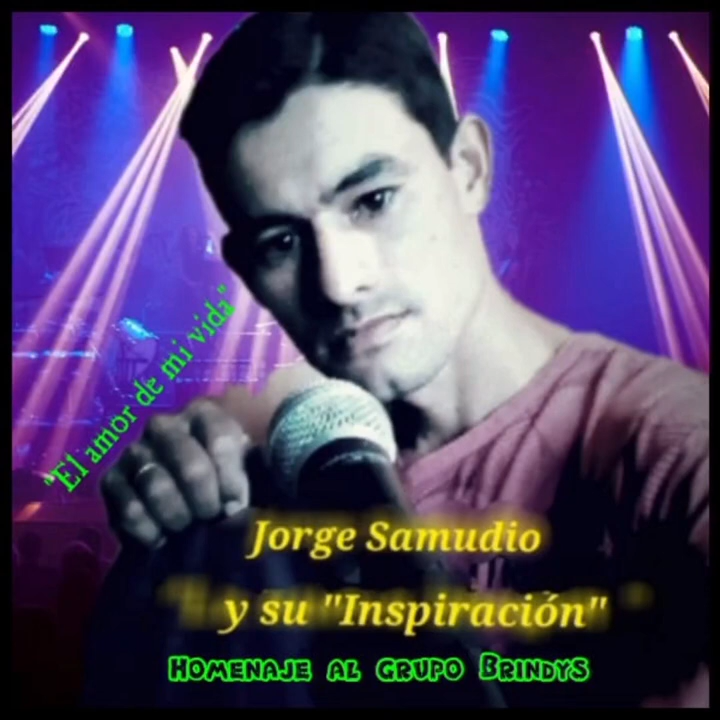 "El amor de mi vida"
Jorge Samudio
y su "Inspiración"
Homenaje al grupo Brindys